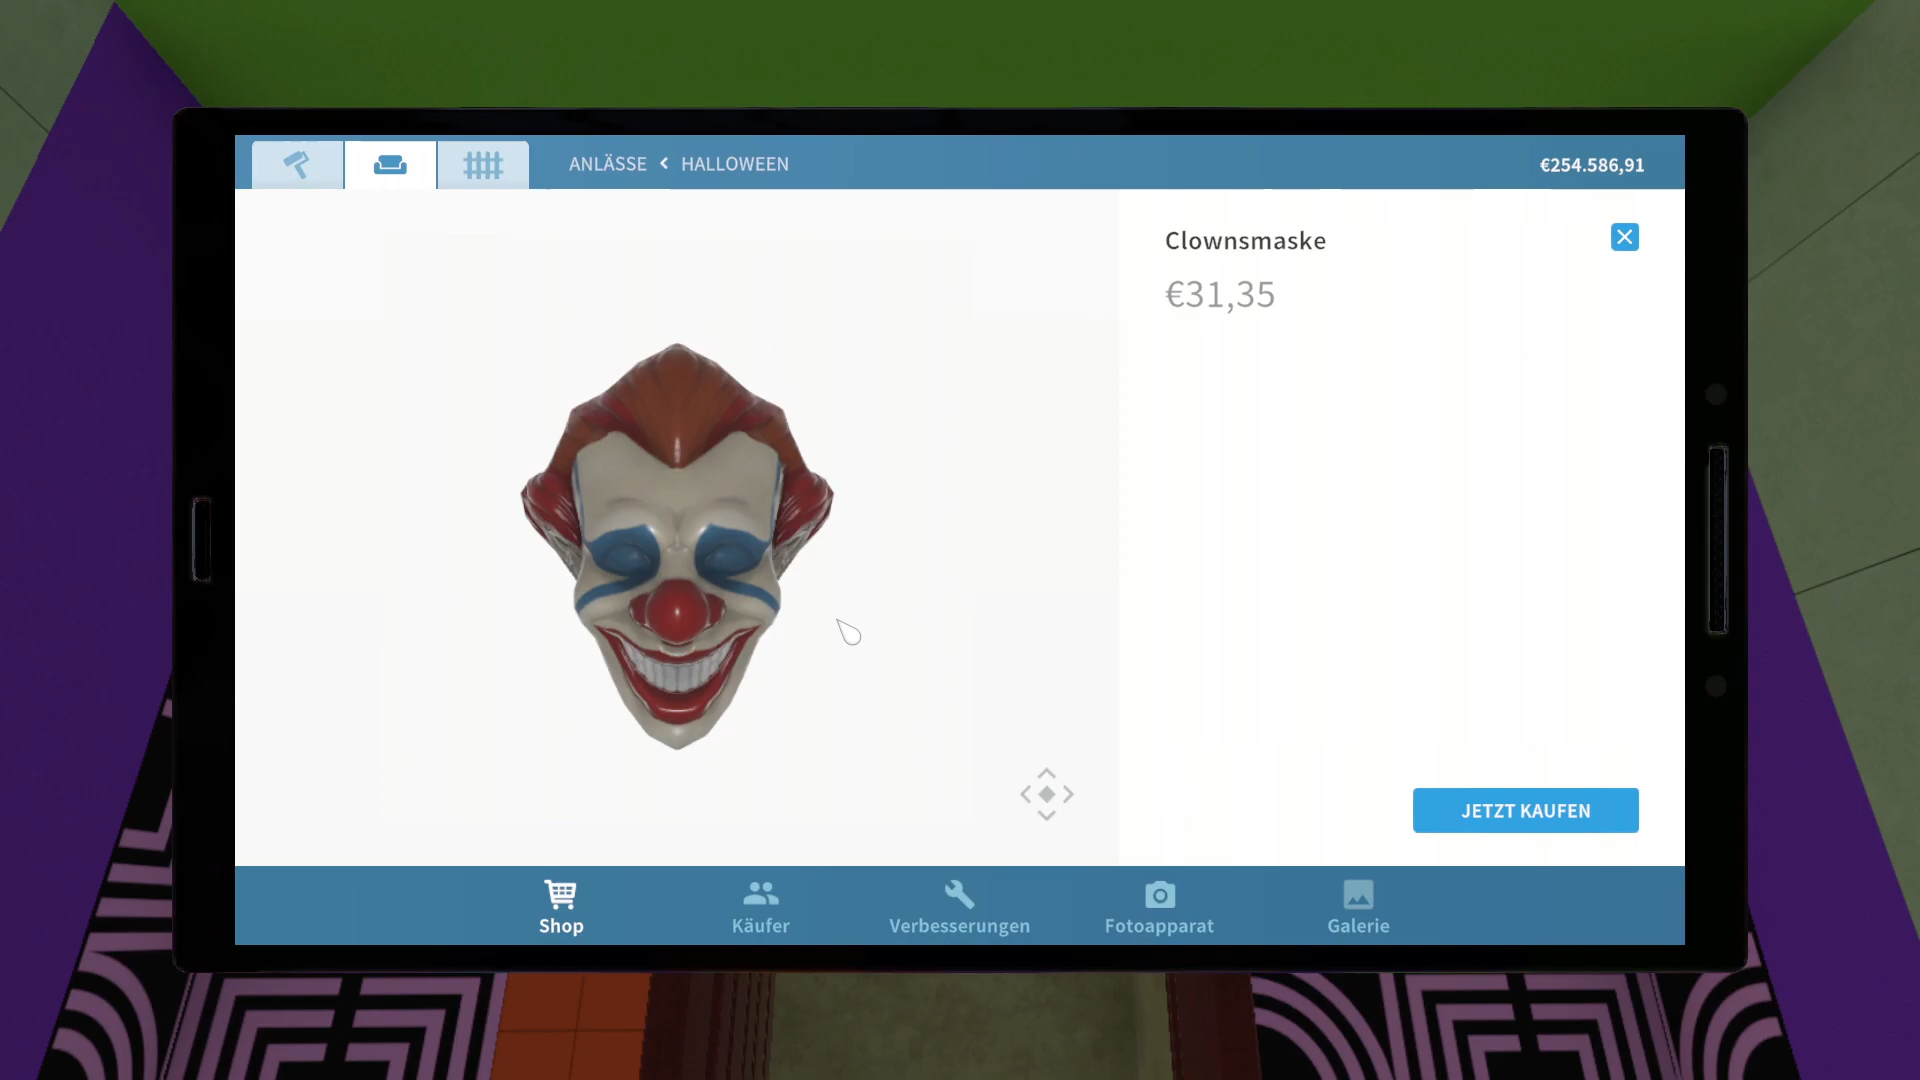 ANLÄSSE < HALLOWEEN
€254.586,91
Clownsmaske
€31,35
JETZT KAUFEN
Shop
Käufer
Verbesserungen
Fotoapparat
Galerie